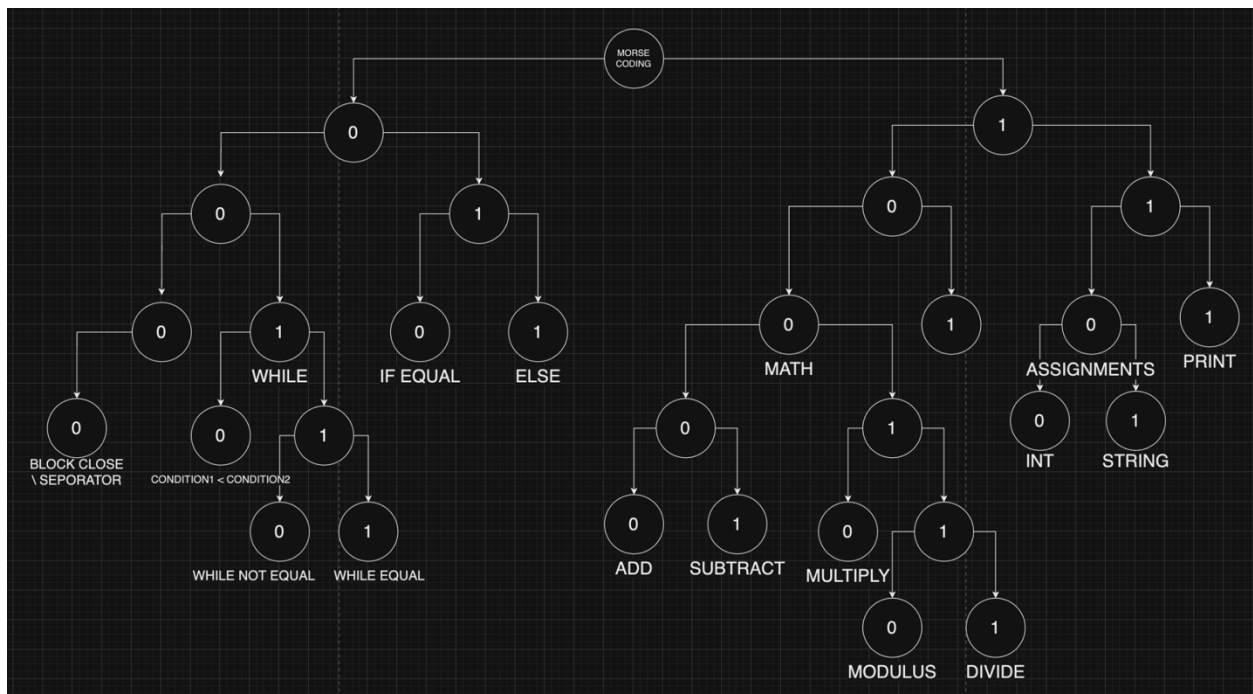 MORSE
CODING
0
1
0
1
0
1
0
1
0
1
0
1
0
1
WHILE
IF EQUAL
ELSE
MATH
ASSIGNMENTS
PRINT
0
0
1
0
1
0
1
BLOCK CLOSE
\ SEPORATOR
CONDITION1 < CONDITION2
INT
STRING
0
1
0
1
0
1
WHILE NOT EQUAL
WHILE EQUAL
ADD
SUBTRACT
MULTIPLY
0
1
MODULUS
DIVIDE